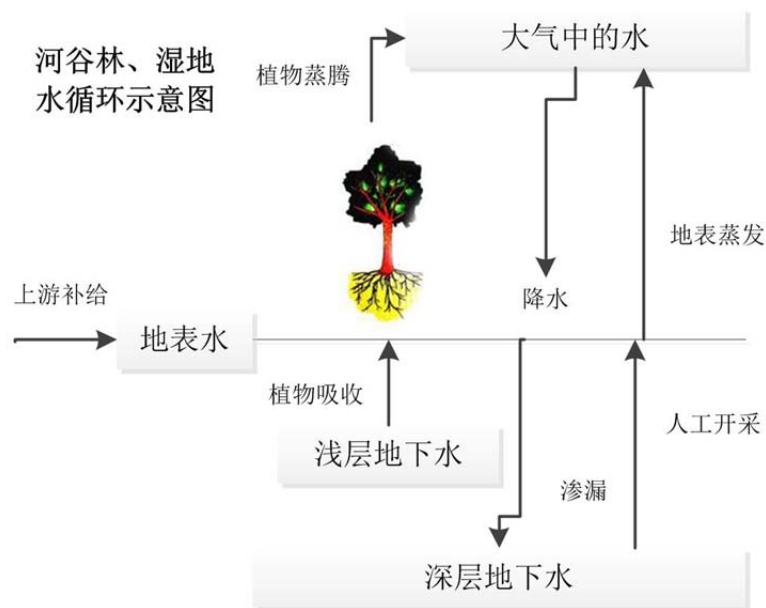 河谷林、湿地
水循环示意图
大气中的水
植物蒸腾
地表蒸发
降水
上游补给
地表水
植物吸收
人工开采
浅层地下水
渗漏
深层地下水